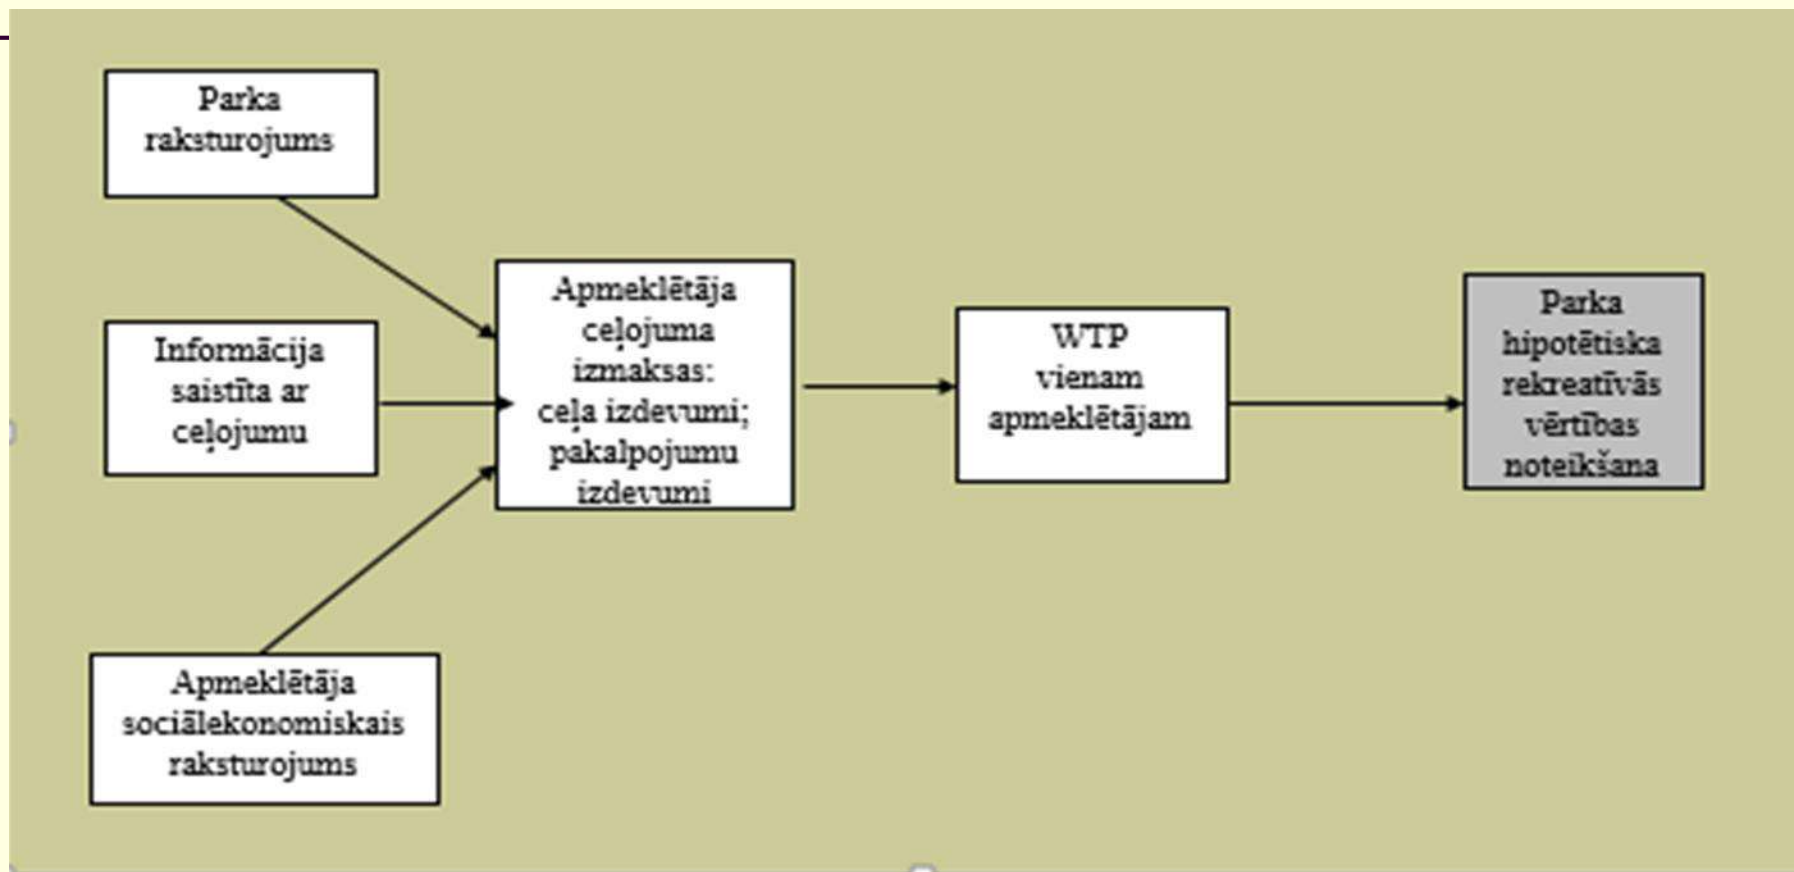 Parka
raksturojums
Informācija
saistīta ar
ceļojumu
Apmeklētāja
sociālekonomiskais
raksturojums
Apmeklētāja
ceļojuma
izmaksas:
ceļa izdevumi;
pakalpojumu
izdevumi
WTP
vienam
apmeklētājam
Parka
hipotētiska
rekreatīvās
vērtības
noteikšana